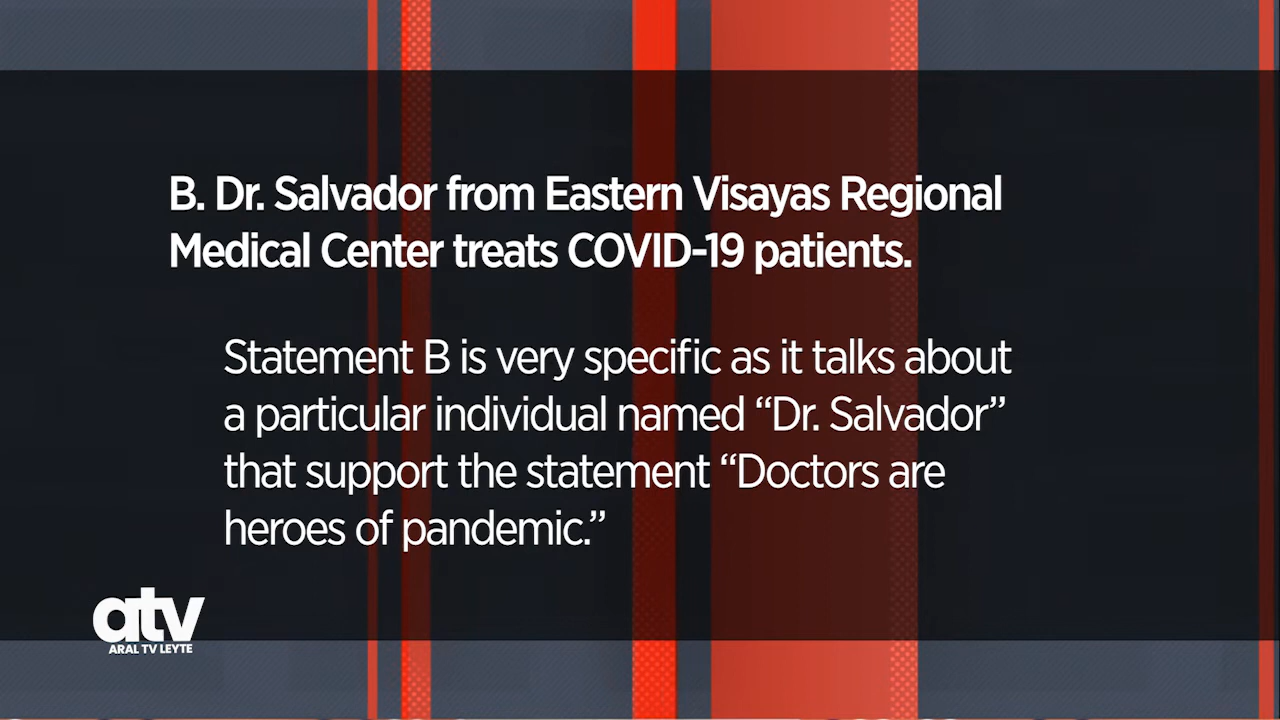 B. Dr. Salvador from Eastern Visayas Regional
Medical Center treats COVID-19 patients.
Statement B is very specific as it talks about
a particular individual named “Dr. Salvador”
that support the statement “Doctors are
heroes of pandemic.”
atv
ARAL TV LEYTE